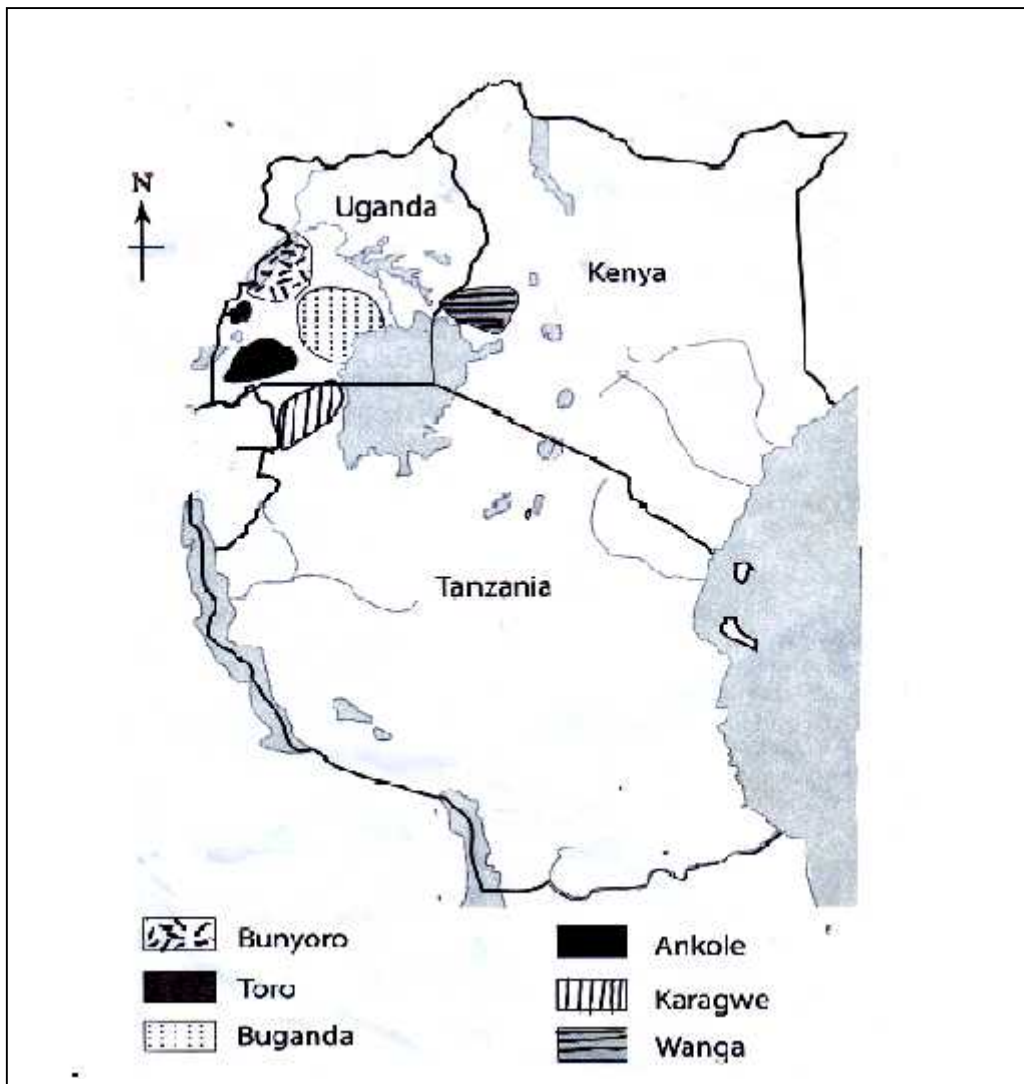 N
Uganda
Kenya
Tanzania
Bunyoro
Toro
Buganda
Ankole
Karagwe
Wanga